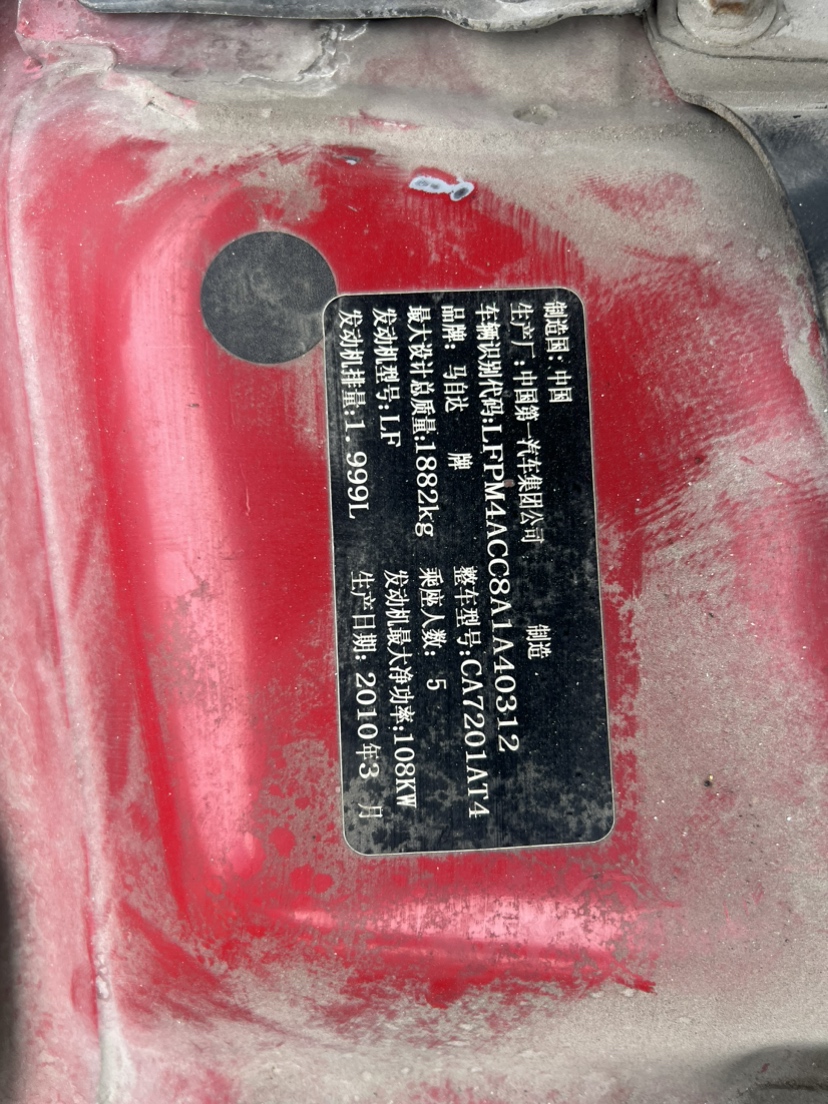 制造国：中国
生产厂：中国第一汽车集团公司 制造
车辆识别代码:LFPM4ACC8A1A40312
品牌：马自达 牌 整车型号:CA7201AT4
最大设计总质量:1882kg 乘座人数：5
发动机型号:LF 发动机最大净功率:108KW
发动机排量:1.999L 生产日期：2010年3 月